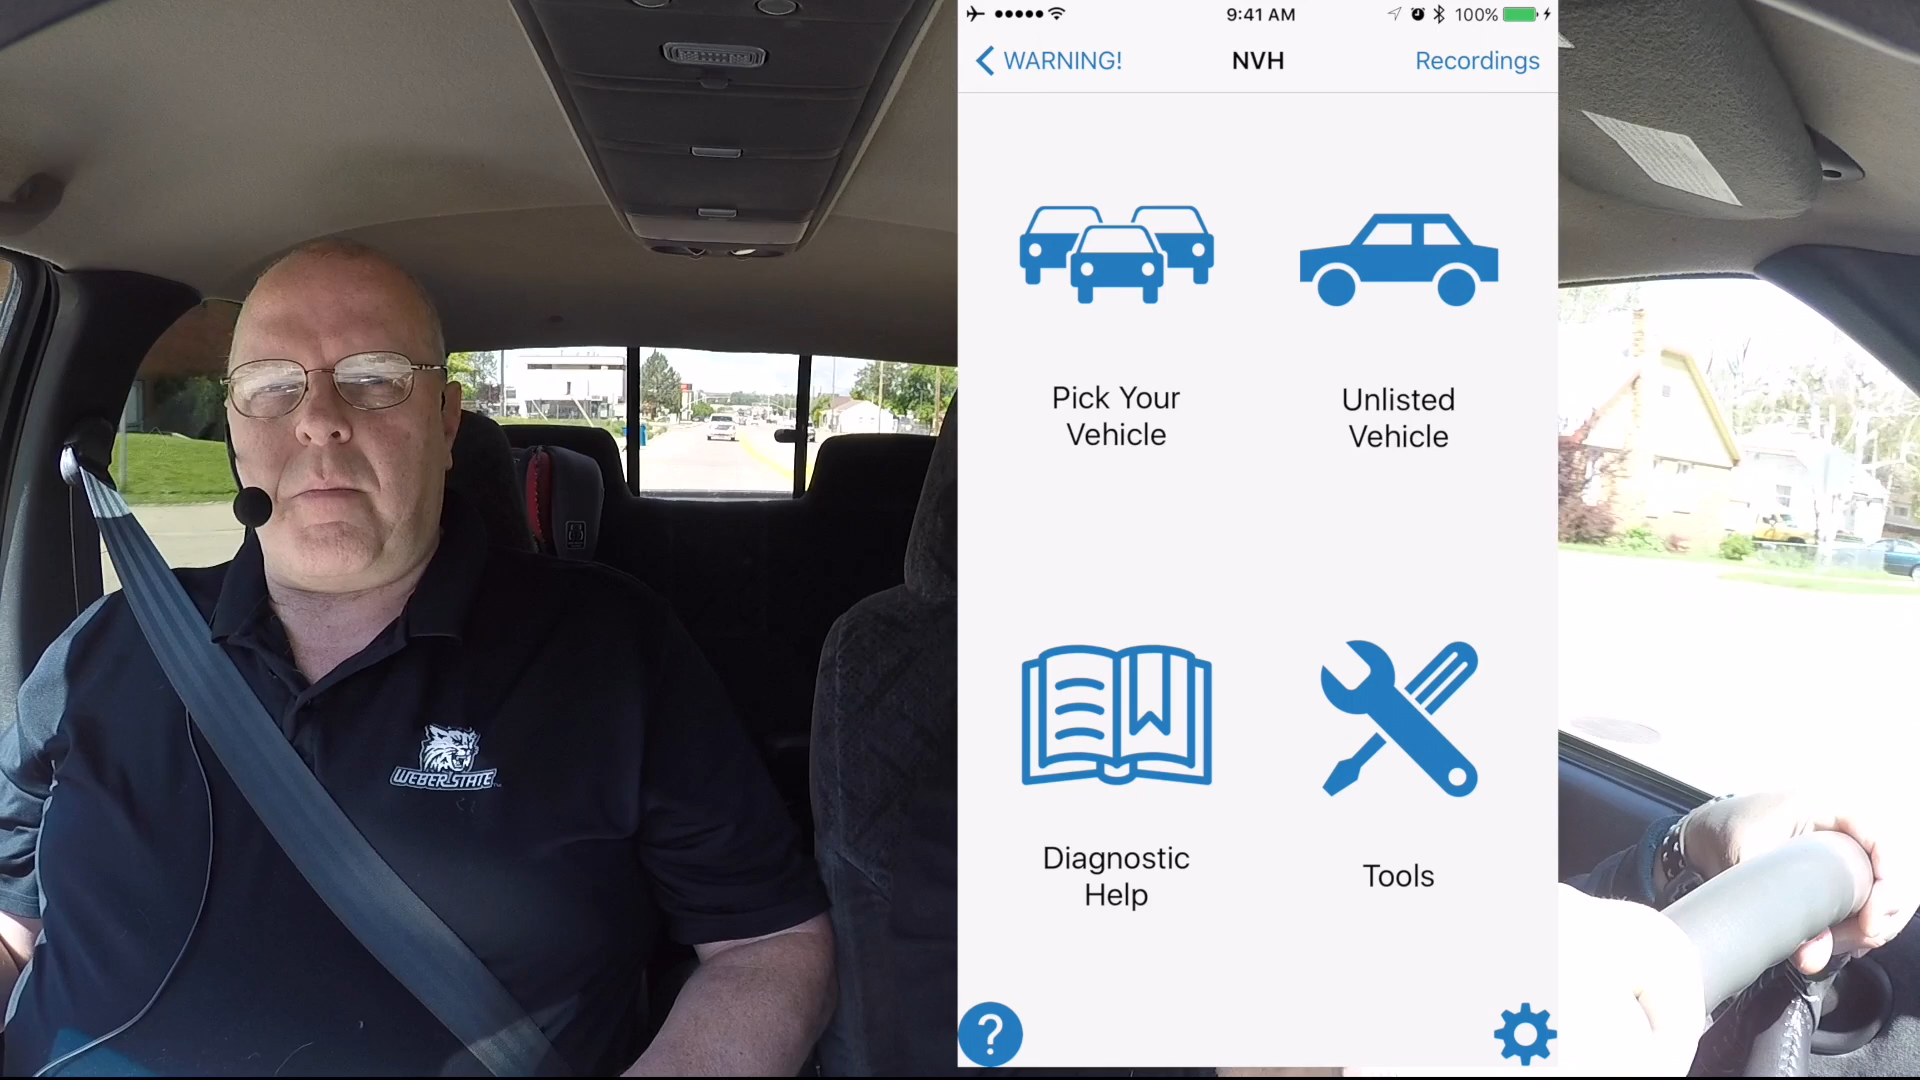 9:41 AM
100%
WARNING!
NVH
Recordings
Pick Your
Vehicle
Unlisted
Vehicle
Diagnostic
Help
Tools
?
WEBER STATE